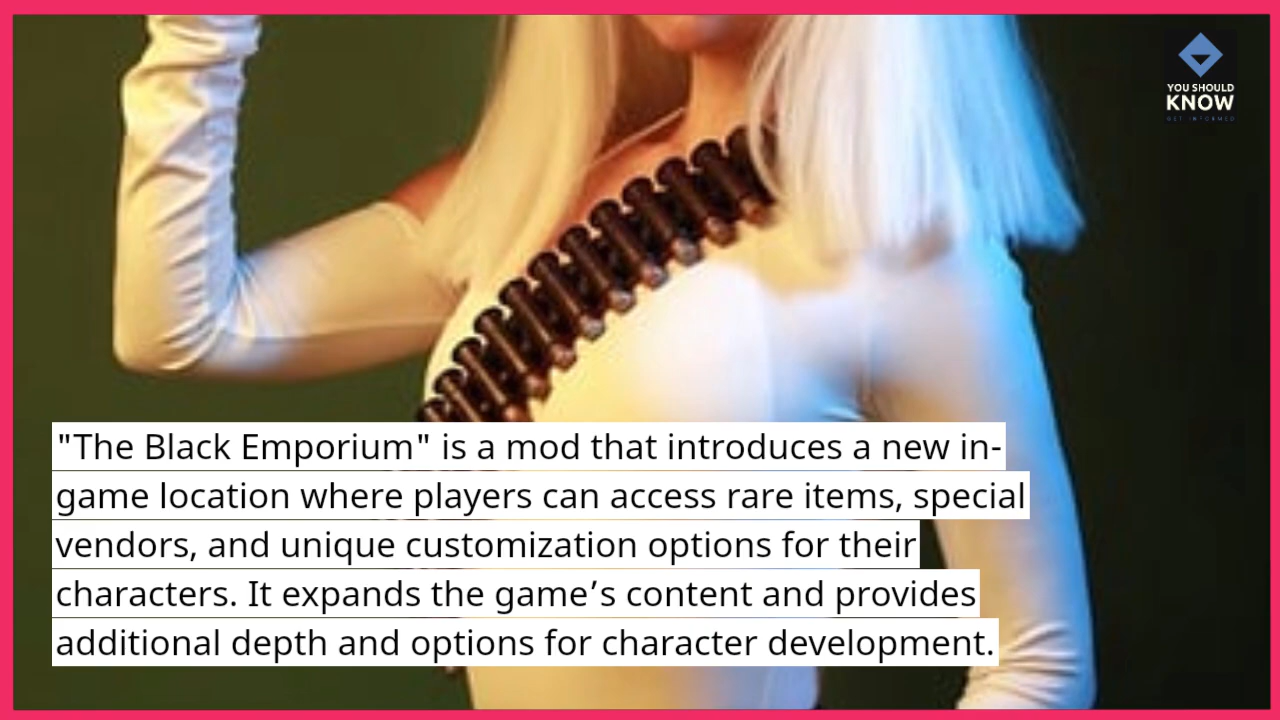 YOU SHOULD
KNOW
GET INFORMED
"The Black Emporium" is a mod that introduces a new in-
game location where players can access rare items, special
vendors, and unique customization options for their
characters. It expands the game’s content and provides
additional depth and options for character development.